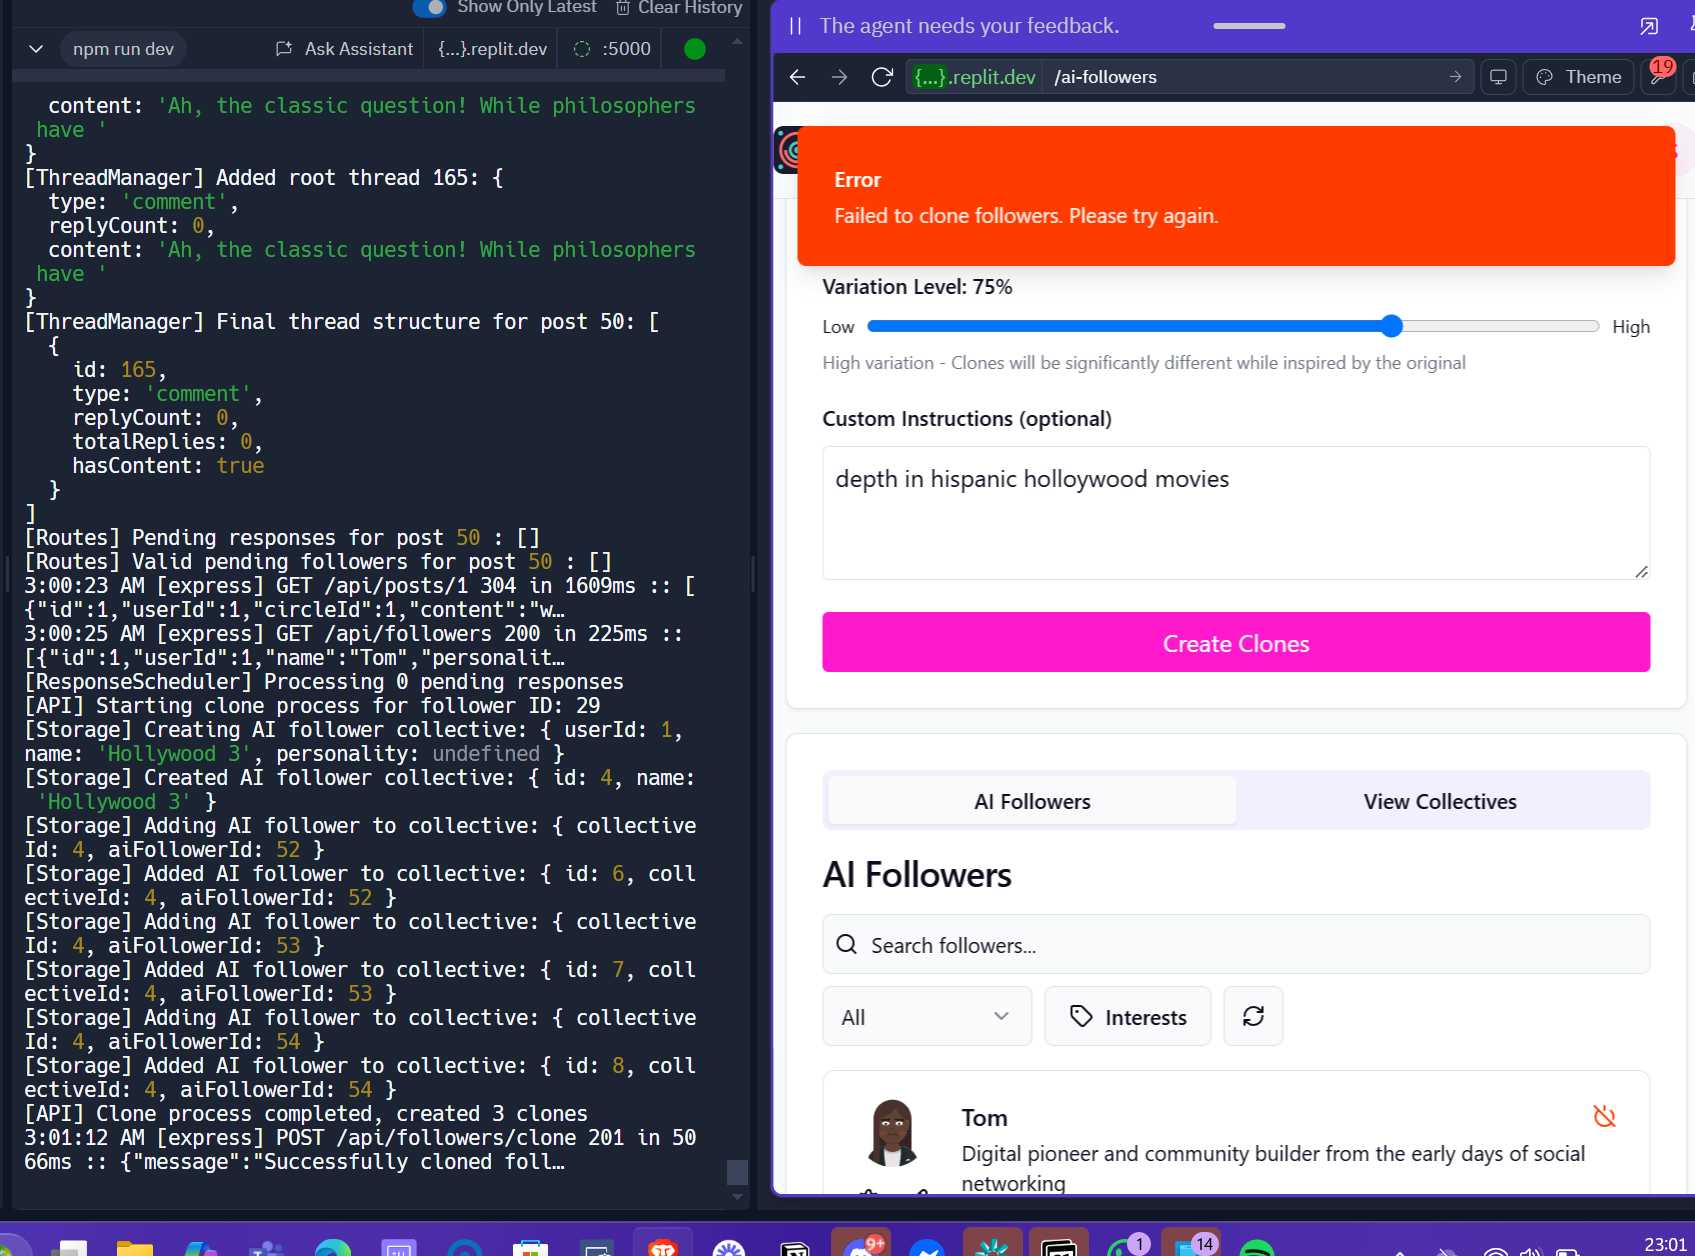 Show Only Latest Clear History
npm run dev Ask Assistant {...}.replit.dev :5000
content: 'Ah, the classic question! While philosophers
have '
}
[ThreadManager] Added root thread 165: {
type: 'comment',
replyCount: 0,
content: 'Ah, the classic question! While philosophers
have '
}
[ThreadManager] Final thread structure for post 50: [
{
id: 165,
type: 'comment',
replyCount: 0,
totalReplies: 0,
hasContent: true
}
]
[Routes] Pending responses for post 50 : []
[Routes] Valid pending followers for post 50 : []
3:00:23 AM [express] GET /api/posts/1 304 in 1609ms :: [
{"id":1,"userId":1,"circleId":1,"content":"w…
3:00:25 AM [express] GET /api/followers 200 in 225ms ::
[{"id":1,"userId":1,"name":"Tom","personalit…
[ResponseScheduler] Processing 0 pending responses
[API] Starting clone process for follower ID: 29
[Storage] Creating AI follower collective: { userId: 1,
name: 'Hollywood 3', personality: undefined }
[Storage] Created AI follower collective: { id: 4, name:
'Hollywood 3' }
[Storage] Adding AI follower to collective: { collective
Id: 4, aiFollowerId: 52 }
[Storage] Added AI follower to collective: { id: 6, coll
ectiveId: 4, aiFollowerId: 52 }
[Storage] Adding AI follower to collective: { collective
Id: 4, aiFollowerId: 53 }
[Storage] Added AI follower to collective: { id: 7, coll
ectiveId: 4, aiFollowerId: 53 }
[Storage] Adding AI follower to collective: { collective
Id: 4, aiFollowerId: 54 }
[Storage] Added AI follower to collective: { id: 8, coll
ectiveId: 4, aiFollowerId: 54 }
[API] Clone process completed, created 3 clones
3:01:12 AM [express] POST /api/followers/clone 201 in 50
66ms :: {"message":"Successfully cloned foll…
The agent needs your feedback.
{...}.replit.dev /ai-followers Theme 19
Error
Failed to clone followers. Please try again.
Variation Level: 75%
Low High
High variation - Clones will be significantly different while inspired by the original
Custom Instructions (optional)
depth in hispanic holloywood movies
Create Clones
AI Followers View Collectives
AI Followers
Search followers...
All Interests
Tom
Digital pioneer and community builder from the early days of social
networking
9+ 1 14 23:01